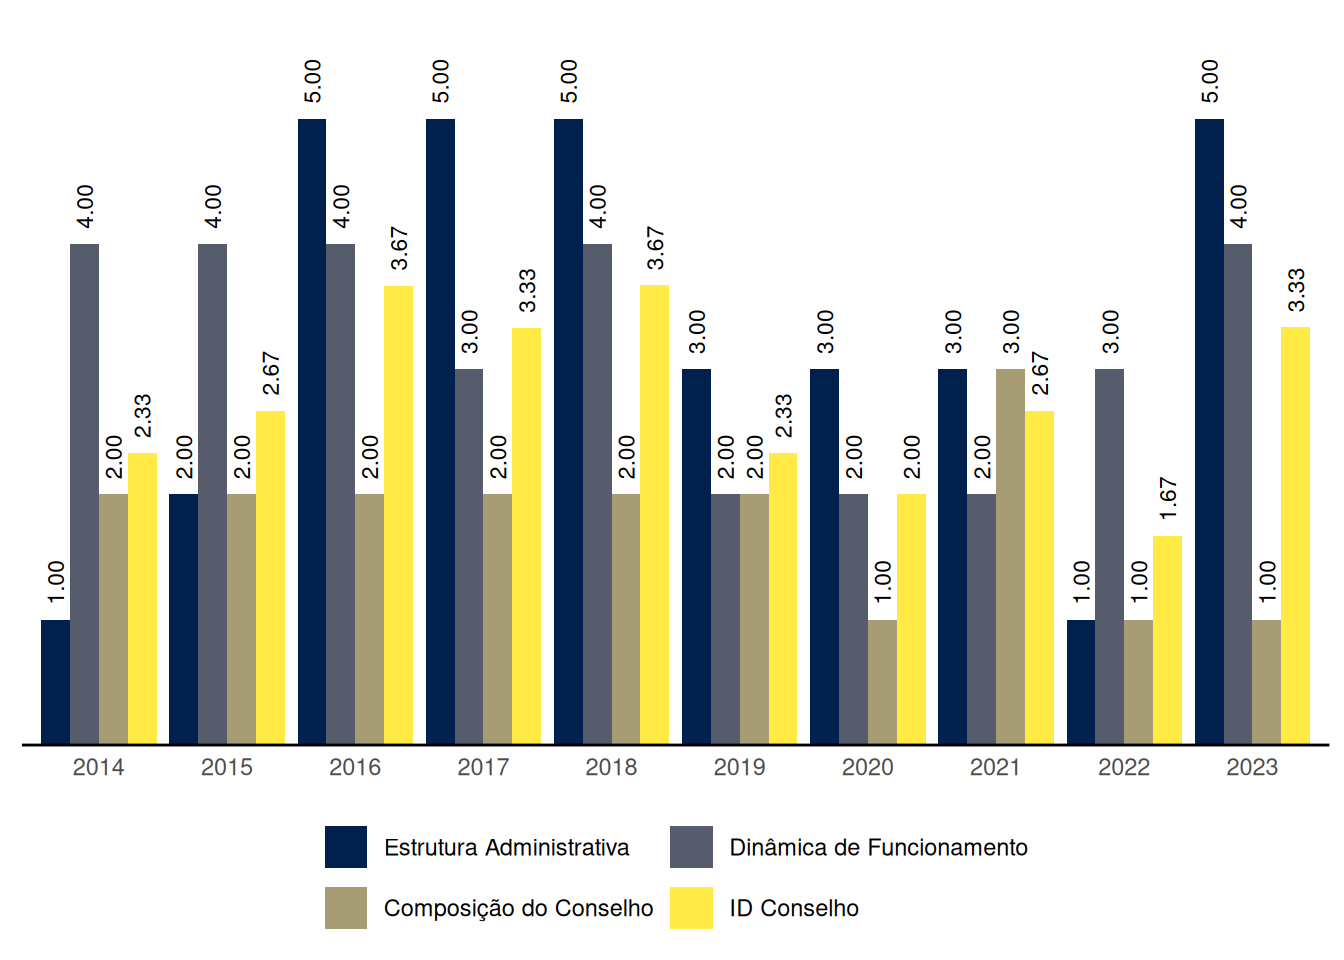 1.00 4.00 2.00 2.33
2.00 4.00 2.00 2.67
5.00 4.00 2.00 3.67
5.00 3.00 2.00 3.33
5.00 4.00 2.00 3.67
3.00 2.00 2.00 2.33
3.00 2.00 1.00 2.00
3.00 2.00 3.00 2.67
1.00 3.00 1.00 1.67
5.00 4.00 1.00 3.33
2014 2015 2016 2017 2018 2019 2020 2021 2022 2023
Estrutura Administrativa Dinâmica de Funcionamento
Composição do Conselho ID Conselho